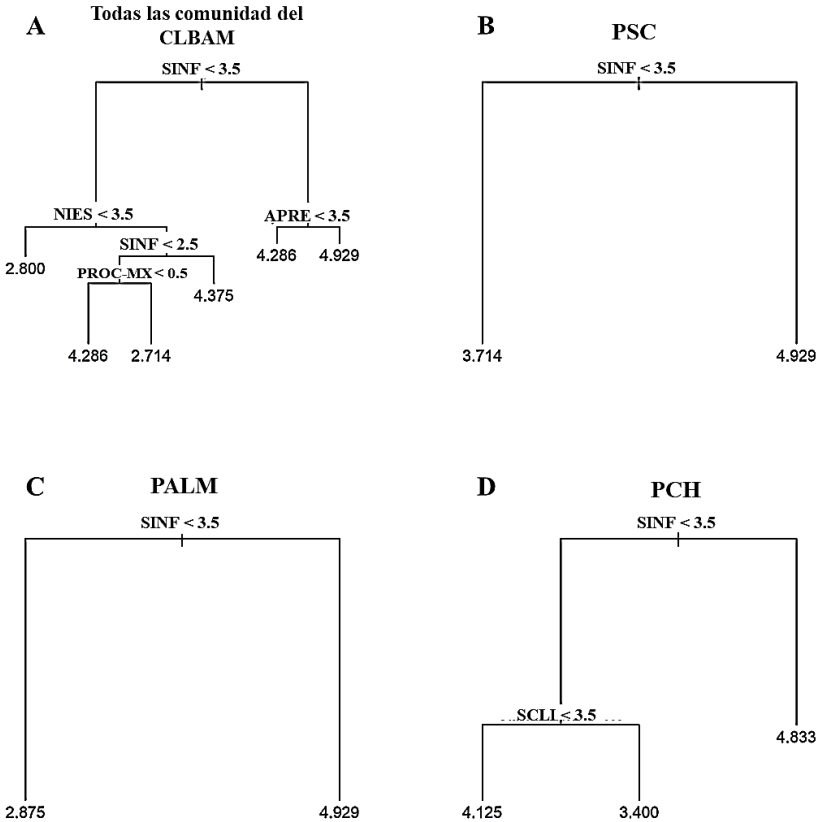 A
Todas las comunidad del
CLBAM
SINF < 3.5
NIES < 3.5
APRE < 3.5
SINF < 2.5
4.286 4.929
2.800
PROC-MX < 0.5
4.375
4.286 2.714
B
PSC
SINF < 3.5
3.714 4.929
C
PALM
SINF < 3.5
2.875 4.929
D
PCH
SINF < 3.5
SCLL < 3.5
4.833
4.125 3.400